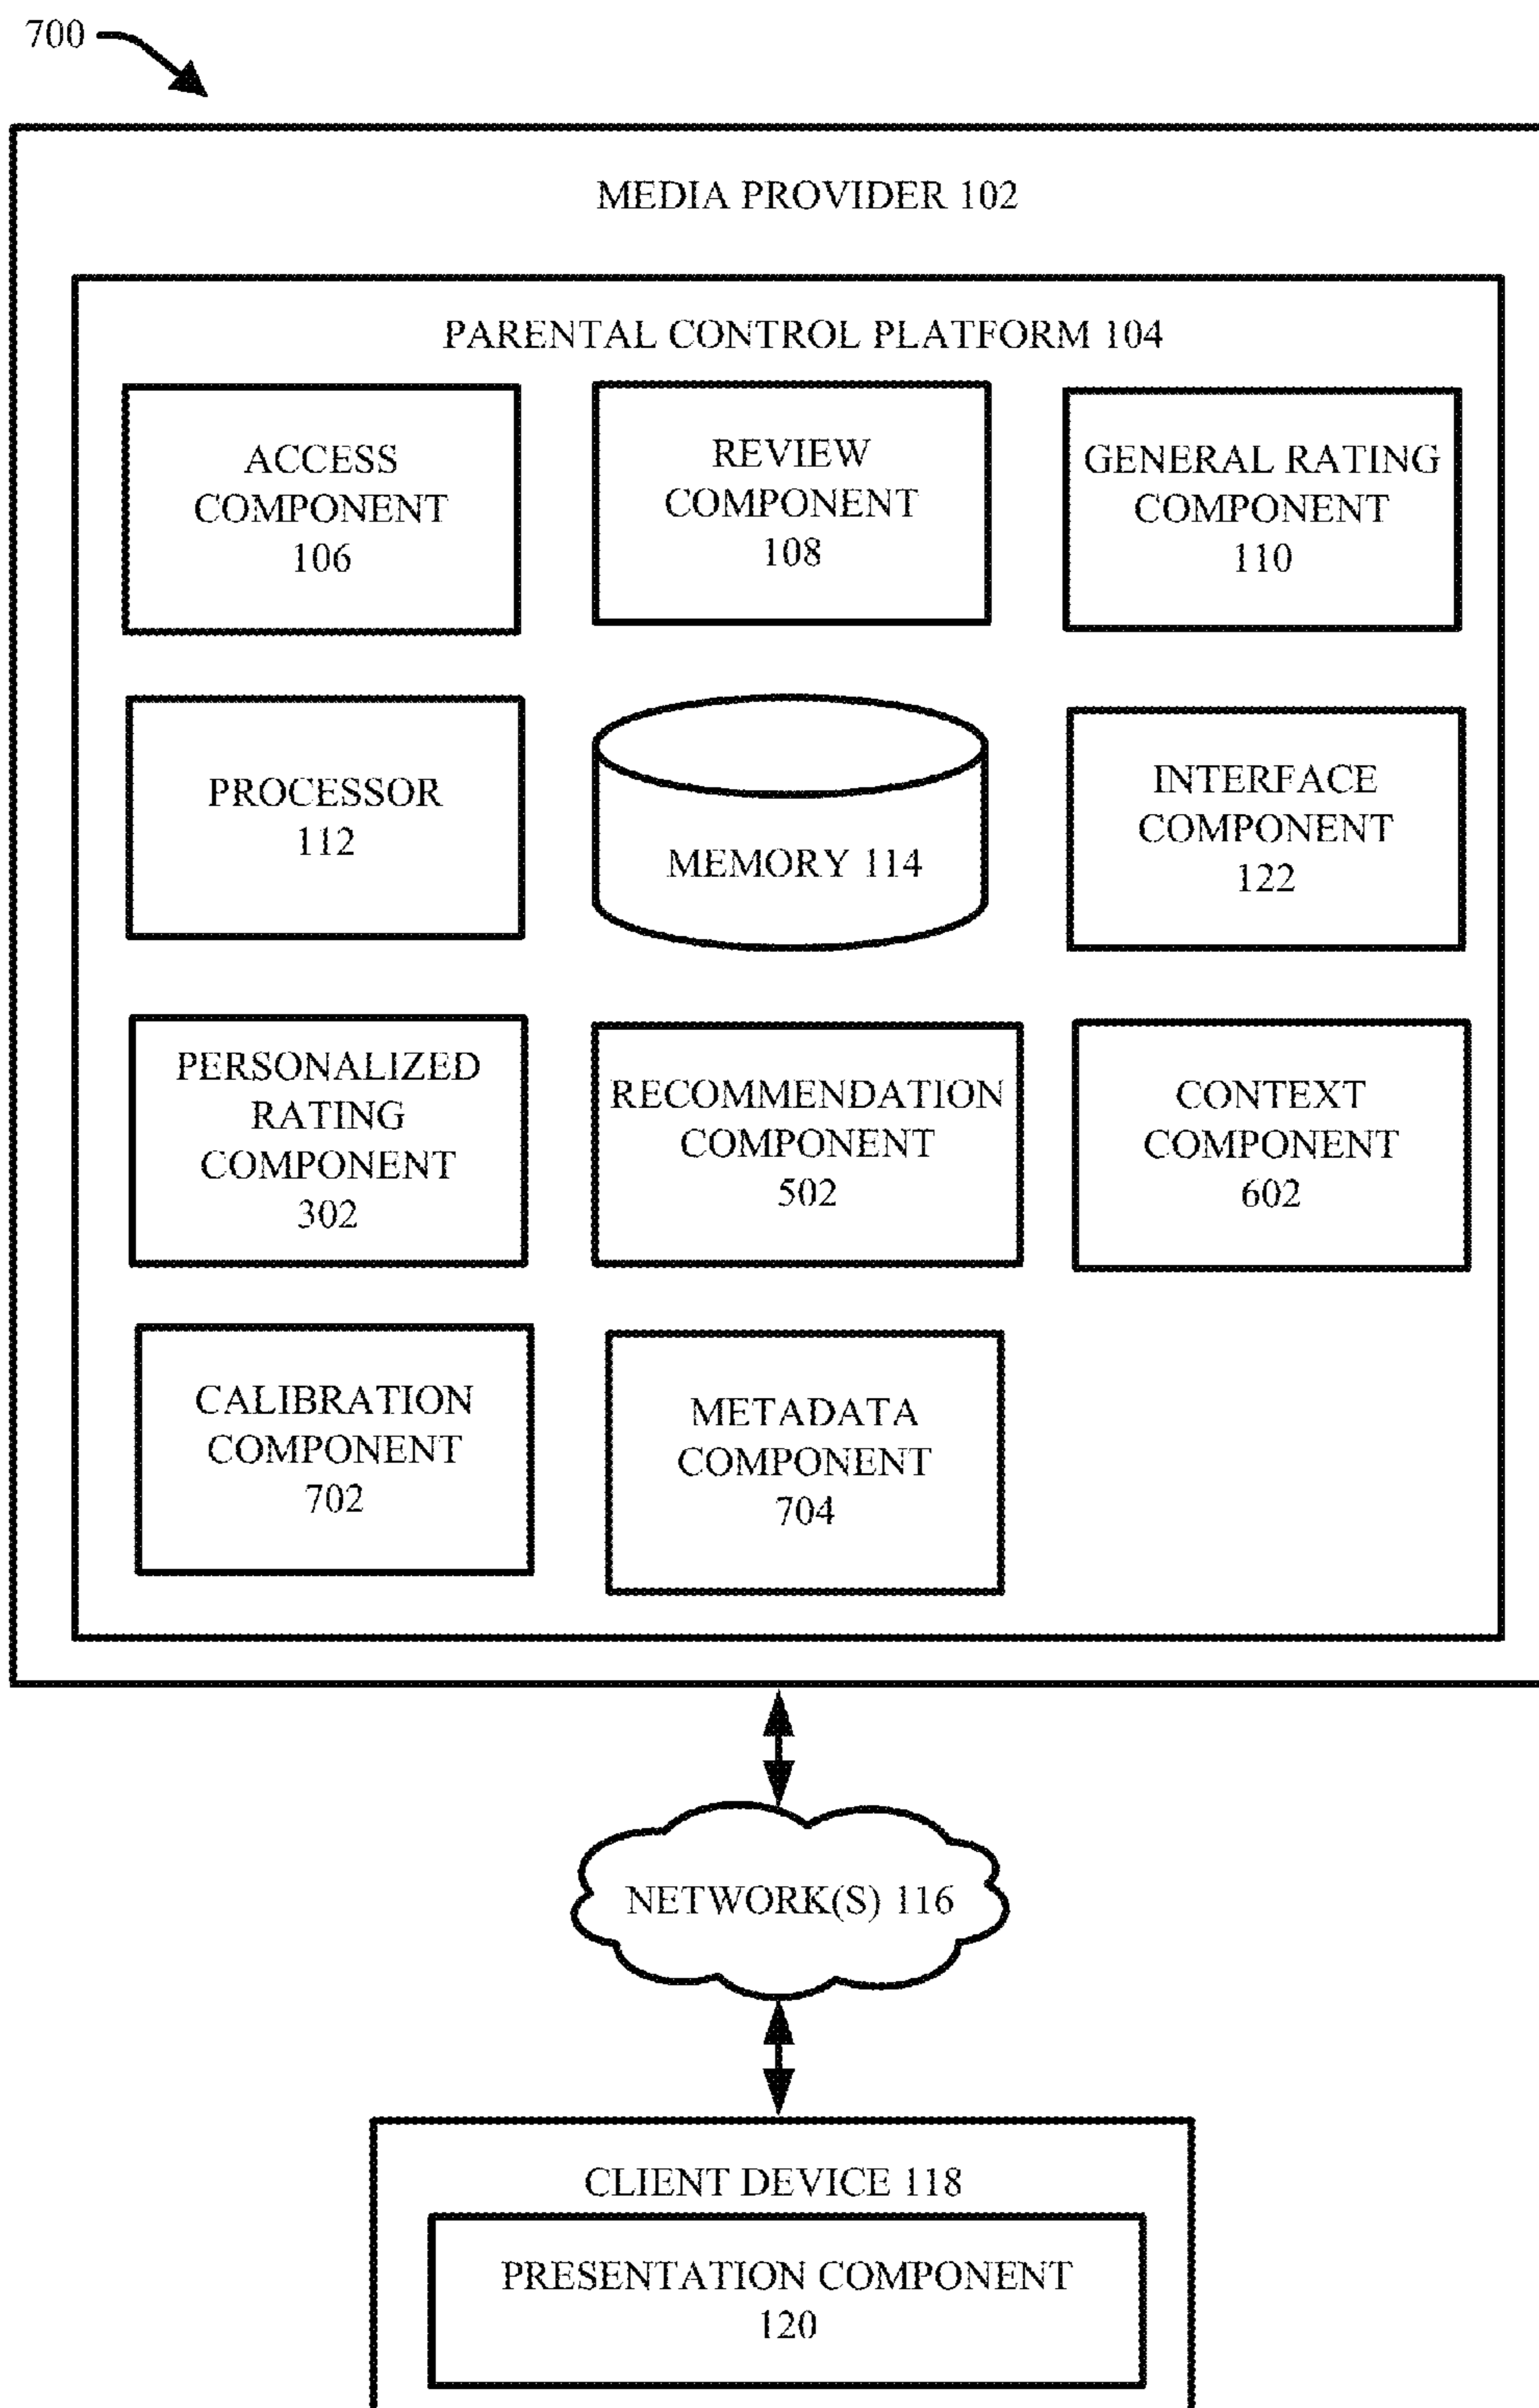 700
MEDIA PROVIDER 102
PARENTAL CONTROL PLATFORM 104
ACCESS
COMPONENT
106
REVIEW
COMPONENT
108
GENERAL RATING
COMPONENT
110
PROCESSOR
112
MEMORY 114
INTERFACE
COMPONENT
122
PERSONALIZED
RATING
COMPONENT
302
RECOMMENDATION
COMPONENT
502
CONTEXT
COMPONENT
602
CALIBRATION
COMPONENT
702
METADATA
COMPONENT
704
NETWORK(S) 116
CLIENT DEVICE 118
PRESENTATION COMPONENT
120